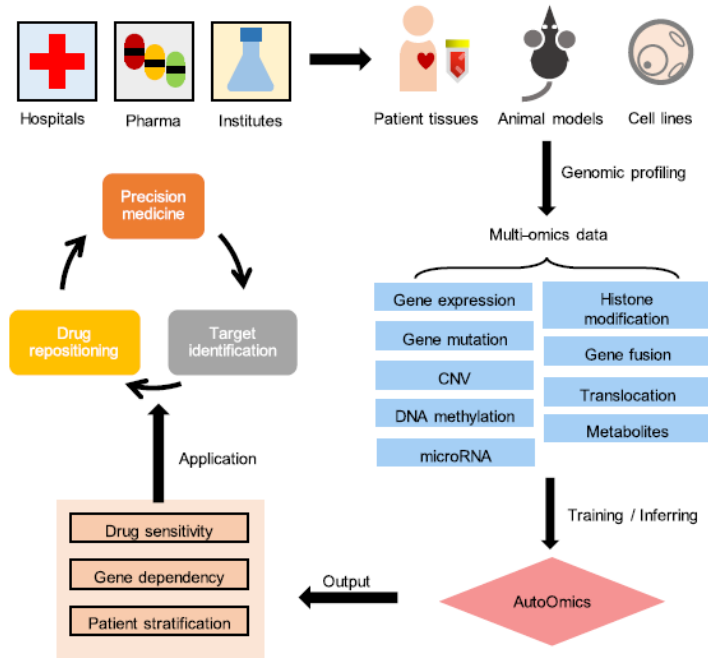 Hospitals
Pharma
Institutes
Patient tissues
Animal models
Cell lines
Genomic profiling
Multi-omics data
Gene expression
Gene mutation
CNV
DNA methylation
microRNA
Histone
modification
Gene fusion
Translocation
Metabolites
Training / Inferring
AutoOmics
Output
Drug sensitivity
Gene dependency
Patient stratification
Application
Precision
medicine
Target
identification
Drug
repositioning